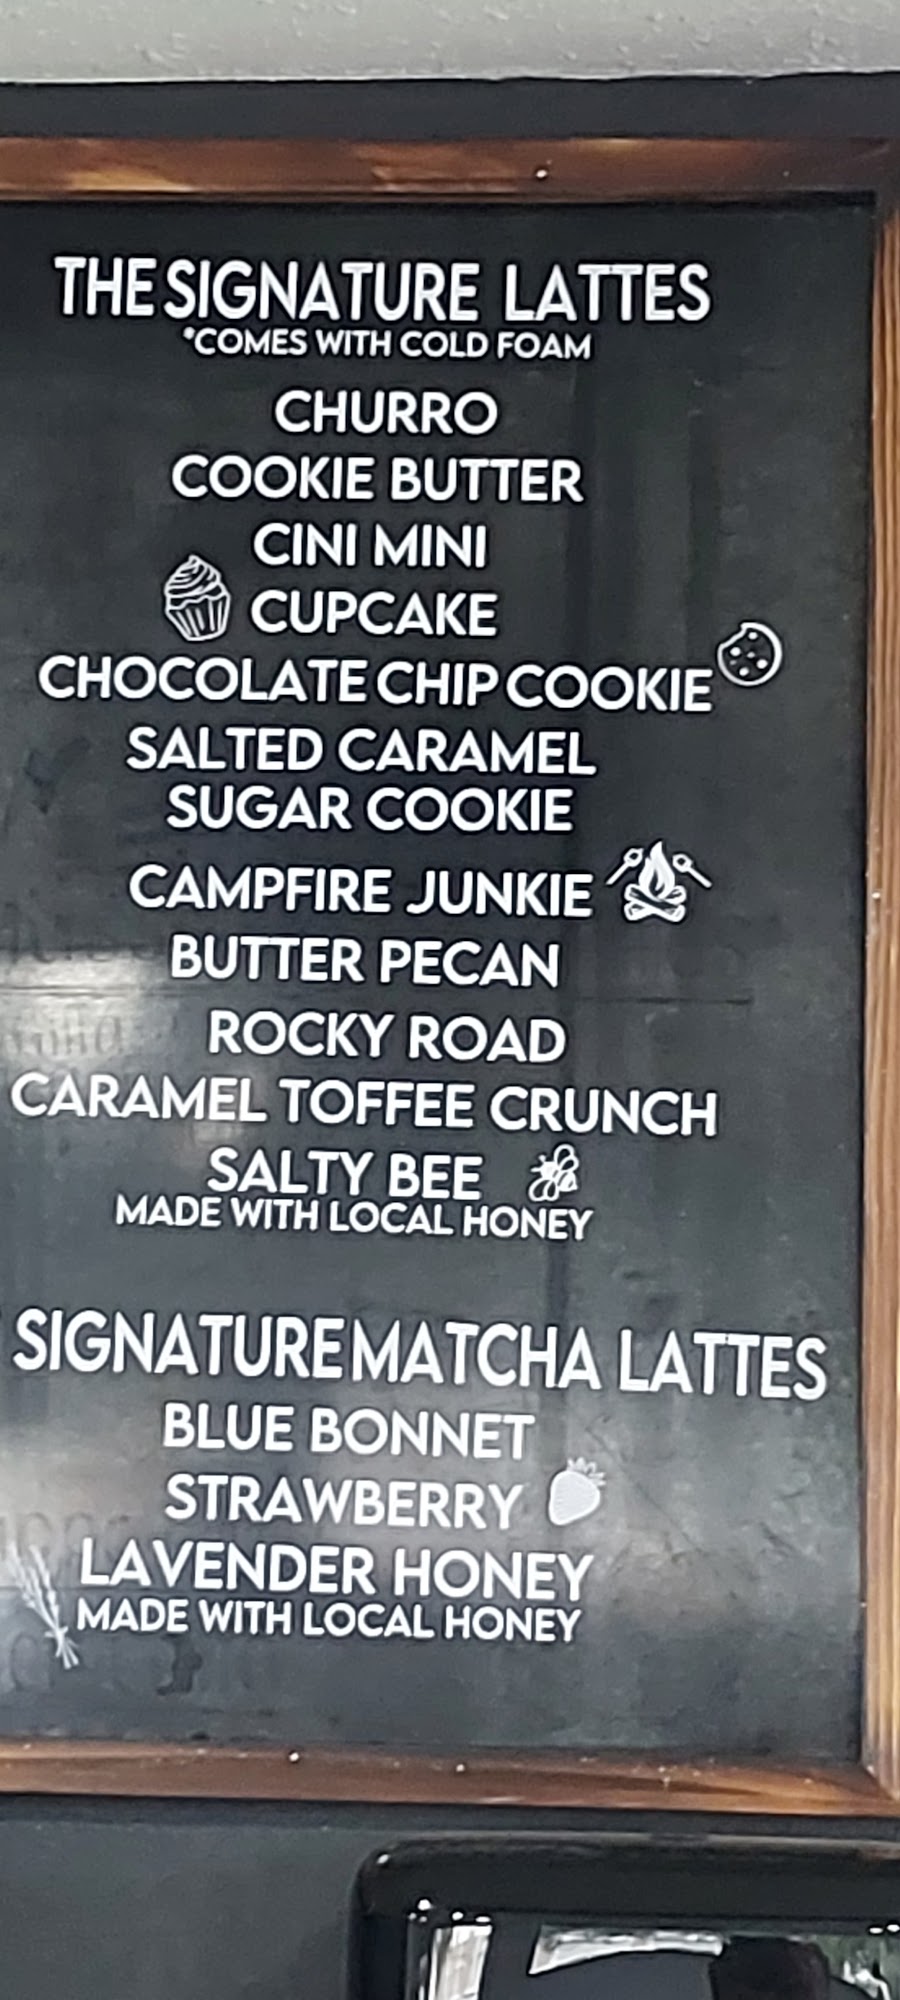 THE SIGNATURE LATTES
*COMES WITH COLD FOAM
CHURRO
COOKIE BUTTER
CINI MINI
CUPCAKE
CHOCOLATE CHIP COOKIE
SALTED CARAMEL
SUGAR COOKIE
CAMPFIRE JUNKIE
BUTTER PECAN
ROCKY ROAD
CARAMEL TOFFEE CRUNCH
SALTY BEE
MADE WITH LOCAL HONEY
SIGNATURE MATCHA LATTES
BLUE BONNET
STRAWBERRY
LAVENDER HONEY
MADE WITH LOCAL HONEY